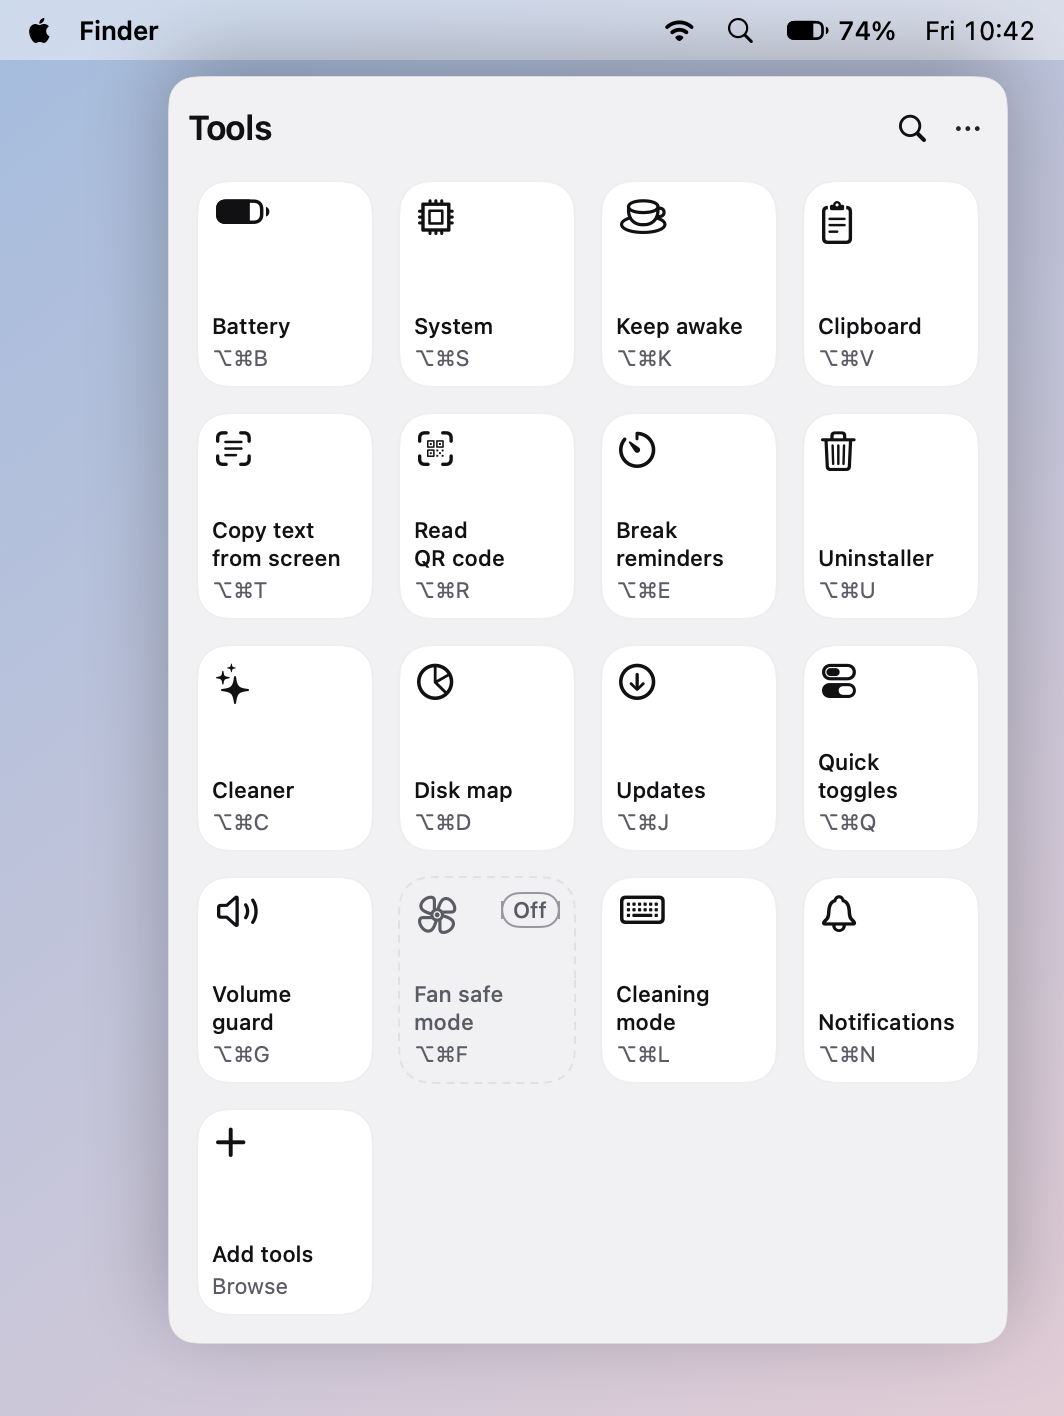 Finder
74%
Fri 10:42
Tools
Battery
⌥⌘B
System
⌥⌘S
Keep awake
⌥⌘K
Clipboard
⌥⌘V
Copy text
from screen
⌥⌘T
Read
QR code
⌥⌘R
Break
reminders
⌥⌘E
Uninstaller
⌥⌘U
Cleaner
⌥⌘C
Disk map
⌥⌘D
Updates
⌥⌘J
Quick
toggles
⌥⌘Q
Volume
guard
⌥⌘G
Off
Fan safe
mode
⌥⌘F
Cleaning
mode
⌥⌘L
Notifications
⌥⌘N
Add tools
Browse